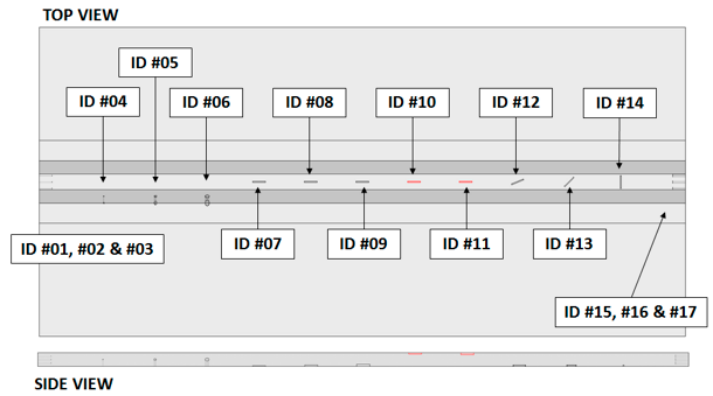 TOP VIEW
ID #05
ID #04
ID #06
ID #08
ID #10
ID #12
ID #14
ID #01, #02 & #03
ID #07
ID #09
ID #11
ID #13
ID #15, #16 & #17
SIDE VIEW